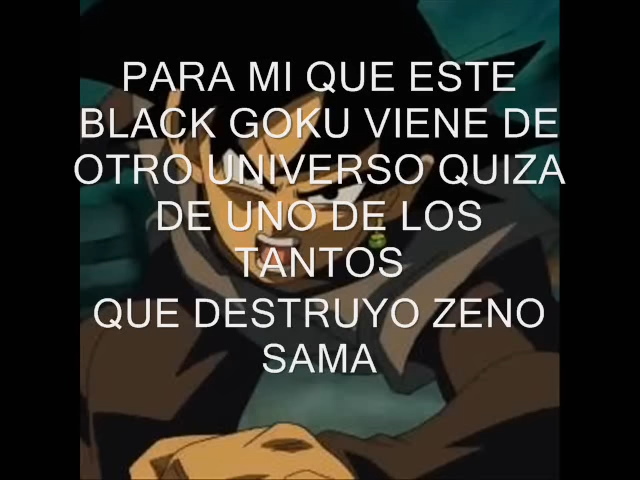 PARA MI QUE ESTE
BLACK GOKU VIENE DE
OTRO UNIVERSO QUIZA
DE UNO DE LOS
TANTOS
QUE DESTRUYO ZENO
SAMA